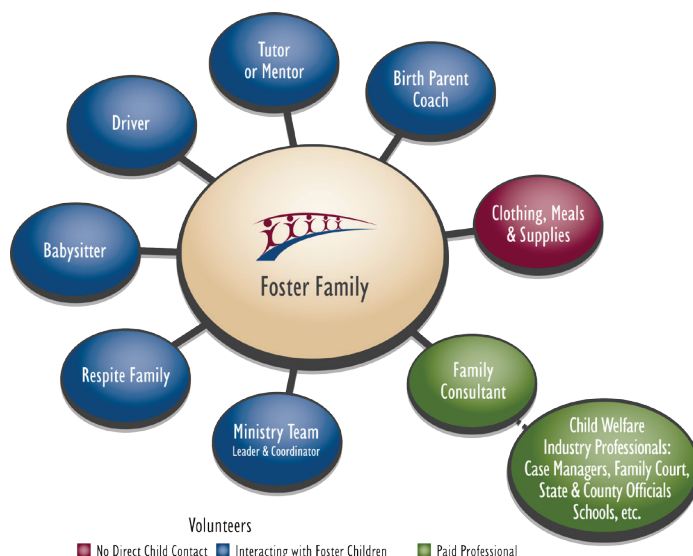 Tutor
or Mentor
Birth Parent
Coach
Driver
Clothing, Meals
& Supplies
Babysitter
Foster Family
Respite Family
Family
Consultant
Ministry Team
Leader & Coordinator
Child Welfare
Industry Professionals:
Case Managers, Family Court,
State & County Officials
Schools, etc.
Volunteers
No Direct Child Contact
Interacting with Foster Children
Paid Professional